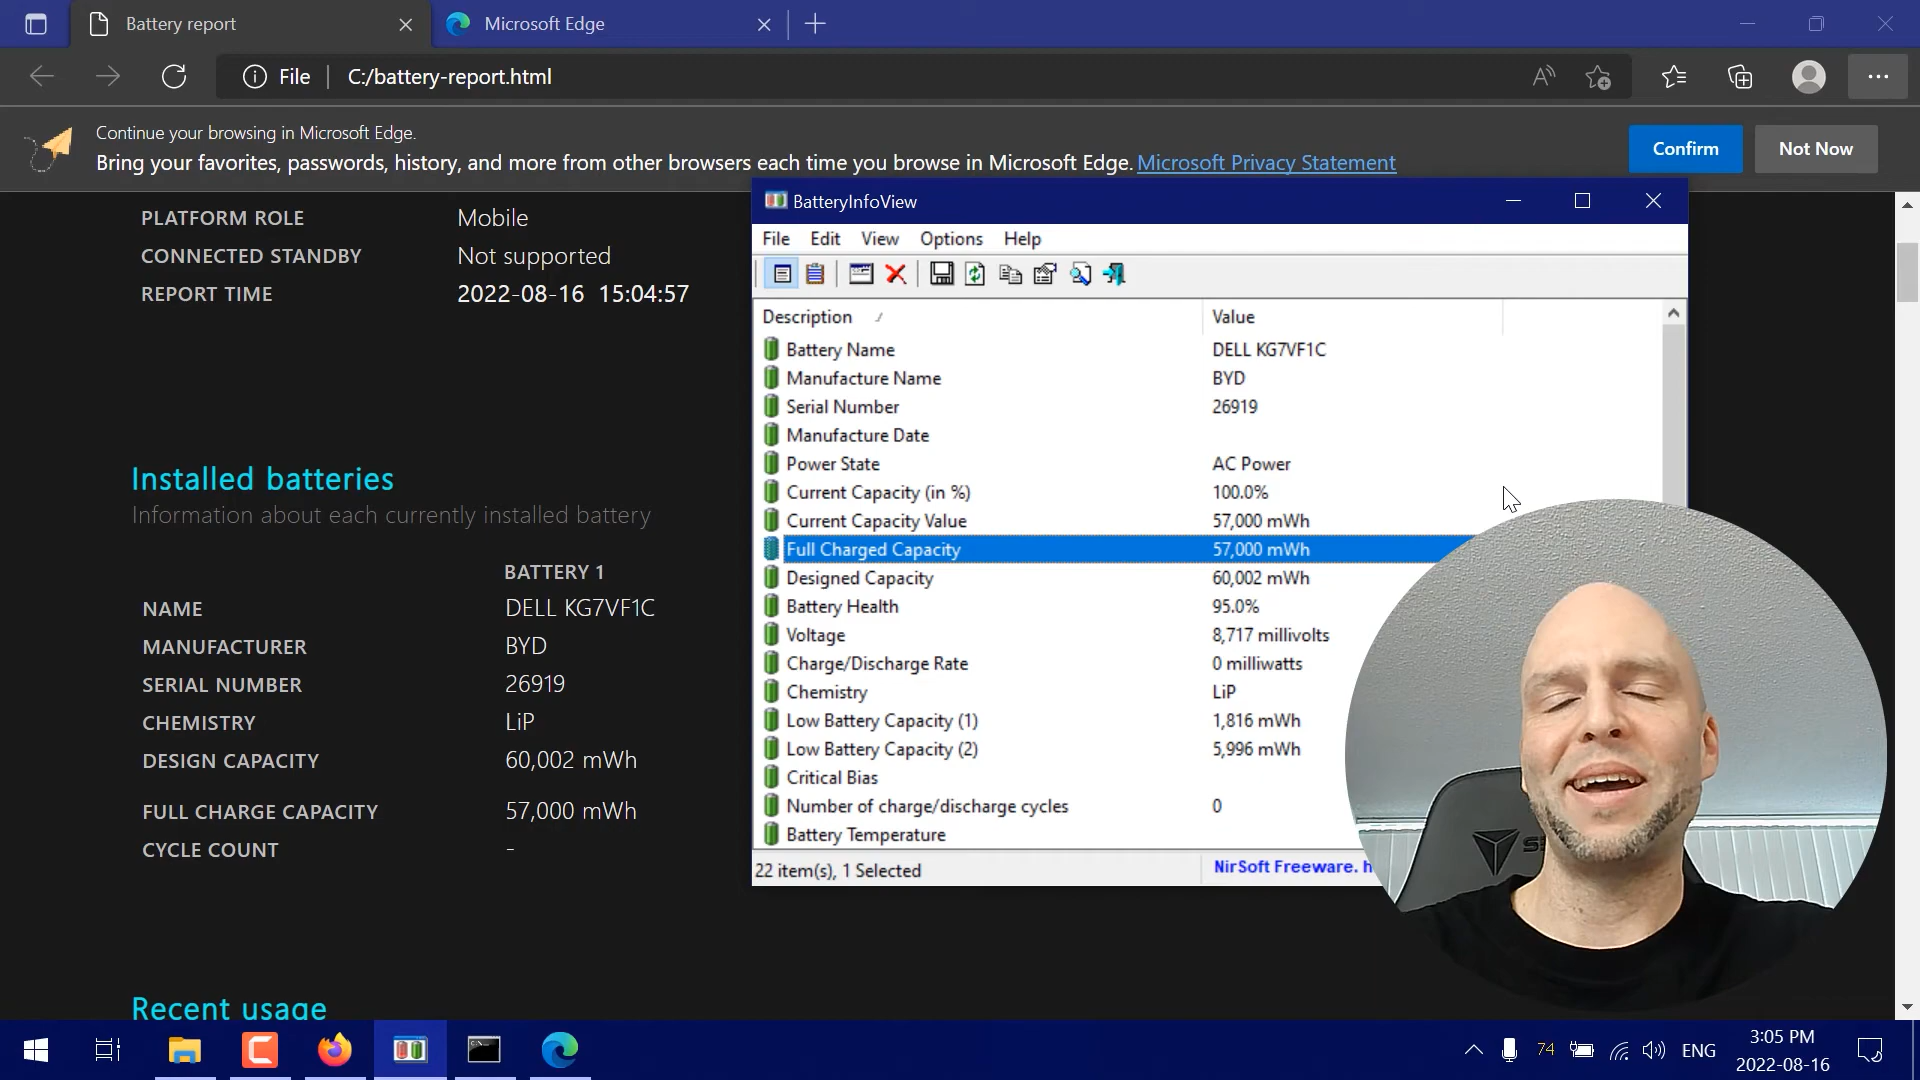 Battery report
Microsoft Edge
File
C:/battery-report.html
Continue your browsing in Microsoft Edge.
Bring your favorites, passwords, history, and more from other browsers each time you browse in Microsoft Edge. Microsoft Privacy Statement
Confirm
Not Now
PLATFORM ROLE Mobile
CONNECTED STANDBY Not supported
REPORT TIME 2022-08-16 15:04:57
Installed batteries
Information about each currently installed battery
BATTERY 1
NAME DELL KG7VF1C
MANUFACTURER BYD
SERIAL NUMBER 26919
CHEMISTRY LiP
DESIGN CAPACITY 60,002 mWh
FULL CHARGE CAPACITY 57,000 mWh
CYCLE COUNT -
Recent usage
BatteryInfoView
File Edit View Options Help
Description Value
Battery Name DELL KG7VF1C
Manufacture Name BYD
Serial Number 26919
Manufacture Date
Power State AC Power
Current Capacity (in %) 100.0%
Current Capacity Value 57,000 mWh
Full Charged Capacity 57,000 mWh
Designed Capacity 60,002 mWh
Battery Health 95.0%
Voltage 8,717 millivolts
Charge/Discharge Rate 0 milliwatts
Chemistry LiP
Low Battery Capacity (1) 1,816 mWh
Low Battery Capacity (2) 5,996 mWh
Critical Bias
Number of charge/discharge cycles 0
Battery Temperature
22 item(s), 1 Selected
NirSoft Freeware. h
74
ENG
3:05 PM
2022-08-16